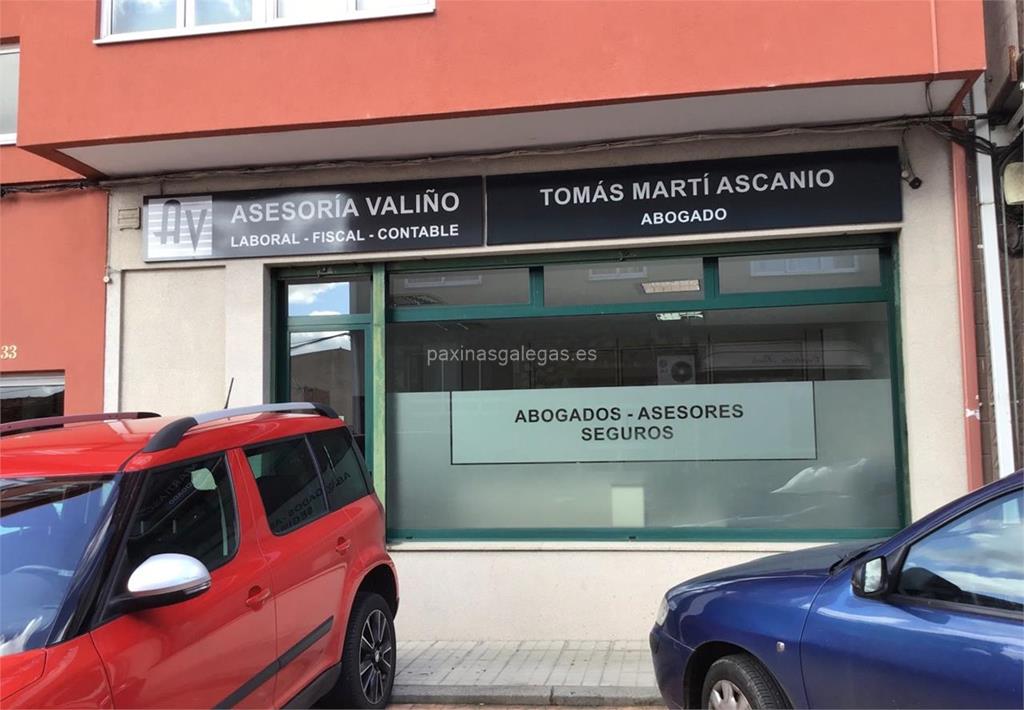 AV
ASESORÍA VALIÑO
LABORAL - FISCAL - CONTABLE
TOMÁS MARTÍ ASCANIO
ABOGADO
33
paxinasgalegas.es
ABOGADOS - ASESORES
SEGUROS